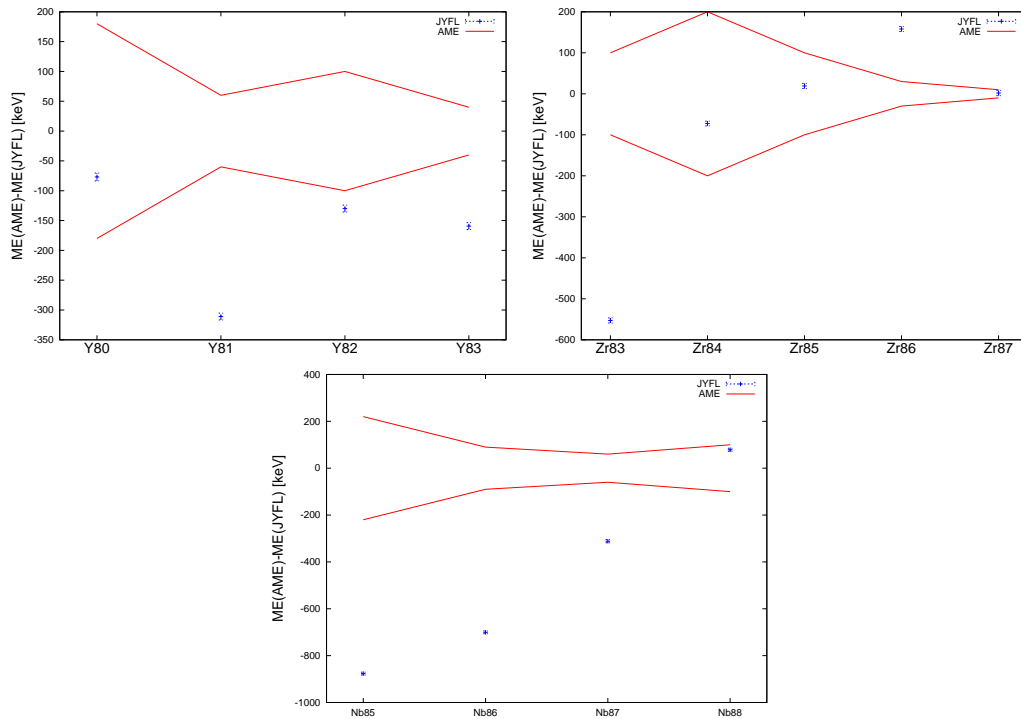 JYFL
AME
200
150
100
50
0
-50
-100
-150
-200
-250
-300
-350
ME(AME)-ME(JYFL) [keV]
Y80 Y81 Y82 Y83
JYFL
AME
200
100
0
-100
-200
-300
-400
-500
-600
ME(AME)-ME(JYFL) [keV]
Zr83 Zr84 Zr85 Zr86 Zr87
JYFL
AME
400
200
0
-200
-400
-600
-800
-1000
ME(AME)-ME(JYFL) [keV]
Nb85 Nb86 Nb87 Nb88